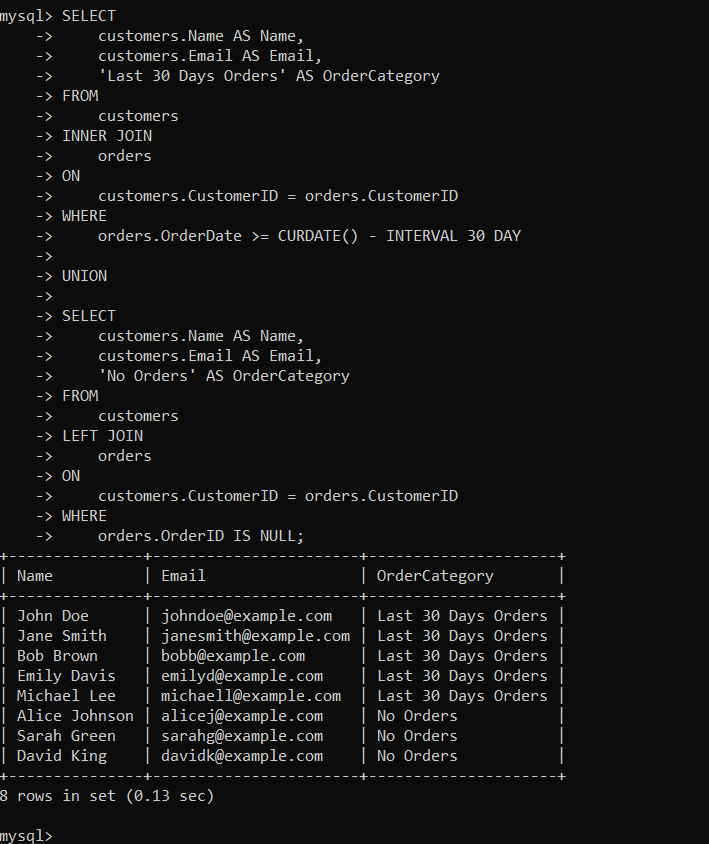 mysql> SELECT
    ->     customers.Name AS Name,
    ->     customers.Email AS Email,
    ->     'Last 30 Days Orders' AS OrderCategory
    -> FROM
    ->     customers
    -> INNER JOIN
    ->     orders
    -> ON
    ->     customers.CustomerID = orders.CustomerID
    -> WHERE
    ->     orders.OrderDate >= CURDATE() - INTERVAL 30 DAY
    ->
    -> UNION
    ->
    -> SELECT
    ->     customers.Name AS Name,
    ->     customers.Email AS Email,
    ->     'No Orders' AS OrderCategory
    -> FROM
    ->     customers
    -> LEFT JOIN
    ->     orders
    -> ON
    ->     customers.CustomerID = orders.CustomerID
    -> WHERE
    ->     orders.OrderID IS NULL;
+---------------+-----------------------+---------------------+
| Name          | Email                 | OrderCategory       |
+---------------+-----------------------+---------------------+
| John Doe      | johndoe@example.com   | Last 30 Days Orders |
| Jane Smith    | janesmith@example.com | Last 30 Days Orders |
| Bob Brown     | bobb@example.com      | Last 30 Days Orders |
| Emily Davis   | emilyd@example.com    | Last 30 Days Orders |
| Michael Lee   | michaell@example.com  | Last 30 Days Orders |
| Alice Johnson | alicej@example.com    | No Orders           |
| Sarah Green   | sarahg@example.com    | No Orders           |
| David King    | davidk@example.com    | No Orders           |
+---------------+-----------------------+---------------------+
8 rows in set (0.13 sec)

mysql>